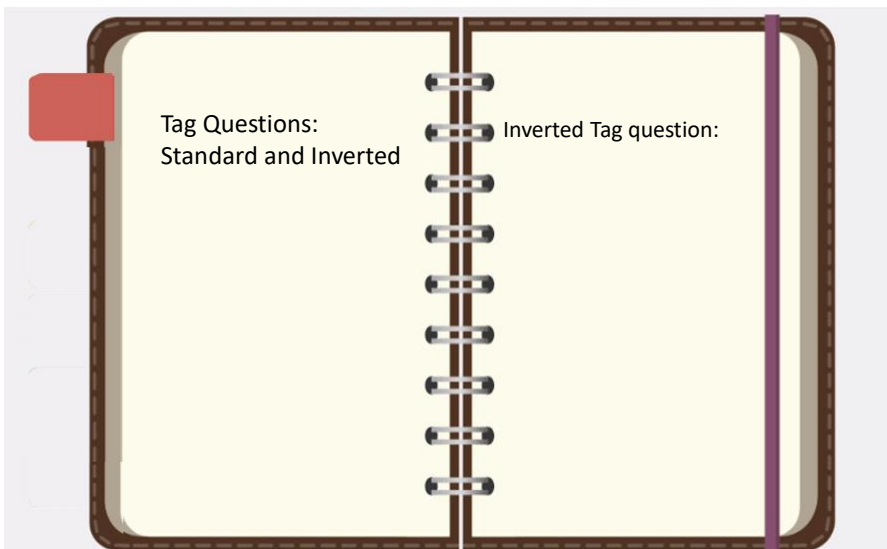 Tag Questions:
Standard and Inverted
Inverted Tag question: